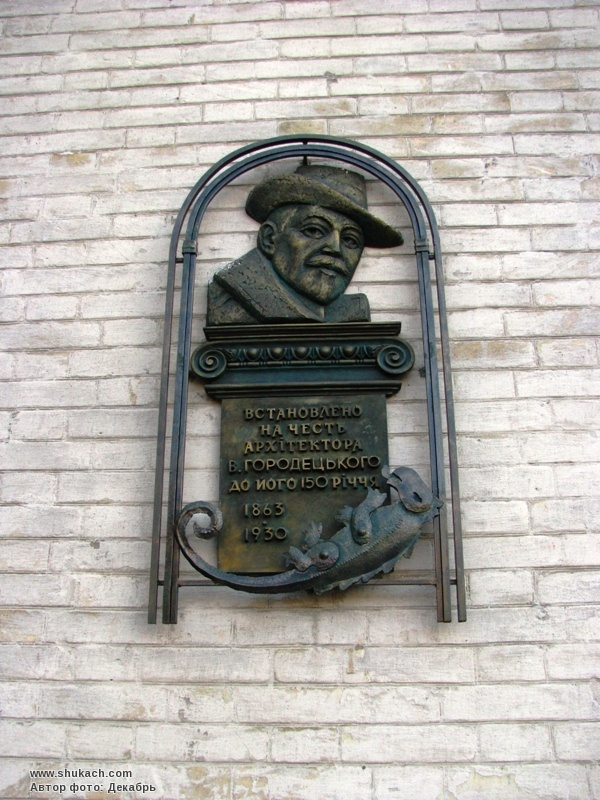 ВСТАНОВЛЕНО
НА ЧЕСТЬ
АРХІТЕКТОРА
В. ГОРОДЕЦЬКОГО
ДО ЙОГО 150 РІЧЧЯ
1863
1930
www.shukach.com
Автор фото: Декабрь